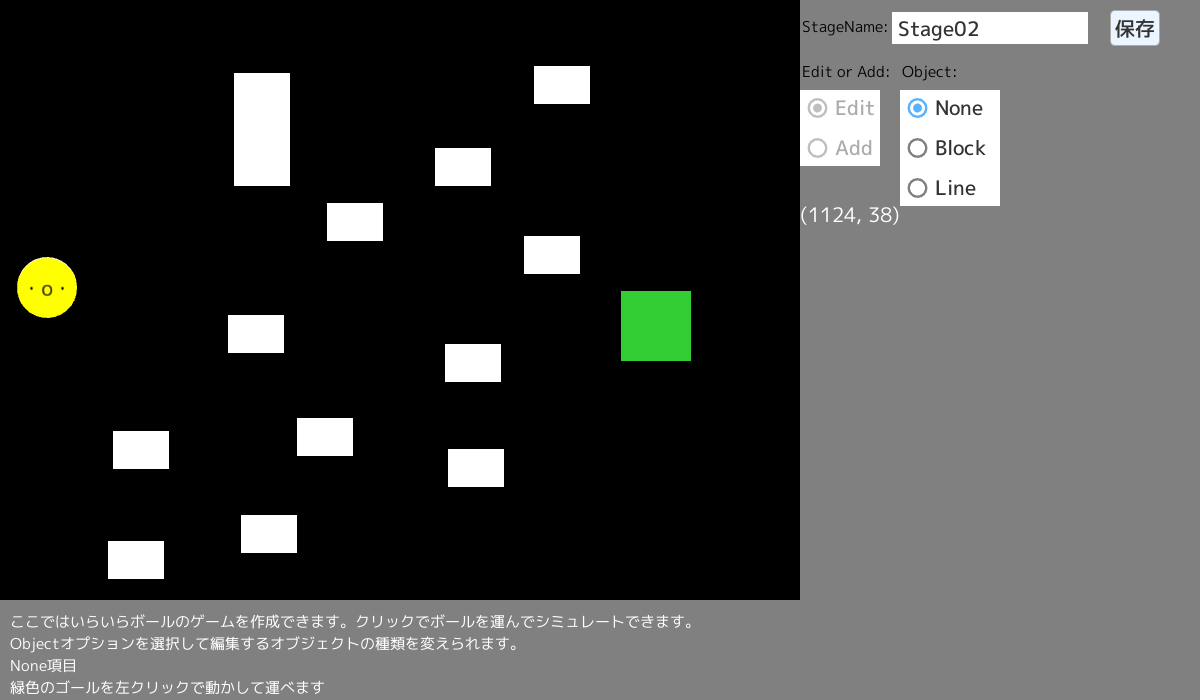 StageName: Stage02 保存
Edit or Add: Object:
Edit None
Add Block
Line
(1124, 38)
・o・
ここではいらいらボールのゲームを作成できます。クリックでボールを運んでシミュレートできます。
Objectオプションを選択して編集するオブジェクトの種類を変えられます。
None項目
緑色のゴールを左クリックで動かして運べます